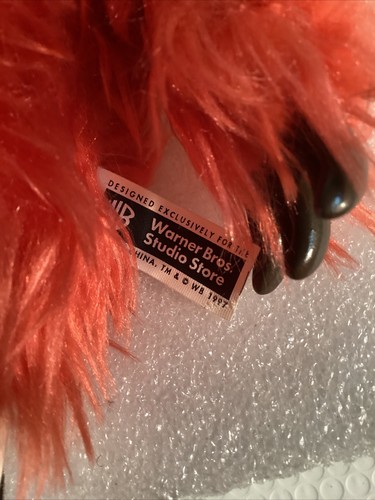 DESIGNED EXCLUSIVELY FOR THE
WB
Warner Bros.
Studio Store
CHINA, TM & © WB 1997